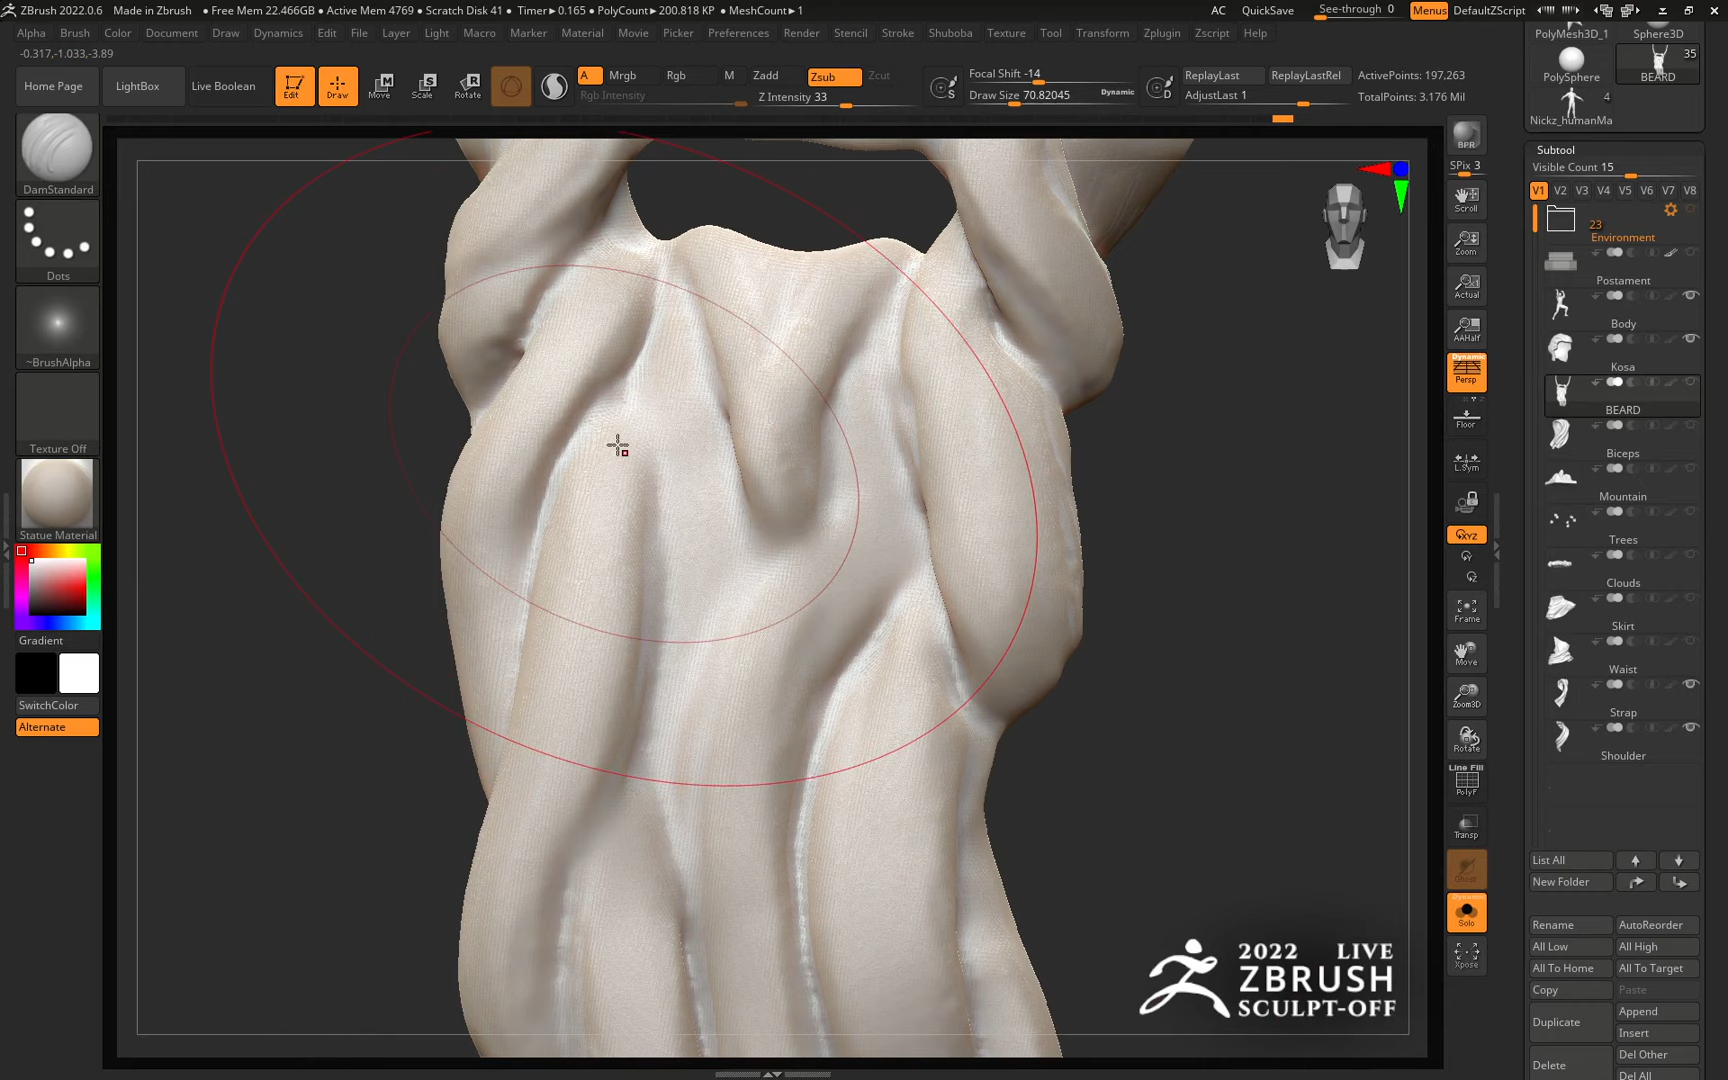 ZBrush 2022.0.6 Made in Zbrush • Free Mem 22.466GB • Active Mem 4769 • Scratch Disk 41 • Timer▶0.165 • PolyCount▶200.818 KP • MeshCount▶1 AC QuickSave See-through 0 Menus DefaultZScript
Alpha Brush Color Document Draw Dynamics Edit File Layer Light Macro Marker Material Movie Picker Preferences Render Stencil Stroke Shuboba Texture Tool Transform Zplugin Zscript Help
-0.317,-1.033,-3.89
Home Page LightBox Live Boolean Edit Draw Move Scale Rotate
A Mrgb Rgb M Zadd Zsub Zcut
Rgb Intensity Z Intensity 33
Focal Shift -14
Draw Size 70.82045 Dynamic
S
D
ReplayLast ReplayLastRel
AdjustLast 1
ActivePoints: 197,263
TotalPoints: 3.176 Mil
PolyMesh3D_1 Sphere3D
35
PolySphere BEARD
4
Nickz_humanMa
DamStandard
Dots
~BrushAlpha
Texture Off
Statue Material
Gradient
SwitchColor
Alternate
BPR
SPix 3
Scroll
Zoom
Actual
AAHalf
Dynamic
Persp
Floor
L.Sym
XYZ
Y
Z
Frame
Move
Zoom3D
Rotate
Line Fill
PolyF
Transp
Ghost
Dynamic
Solo
Xpose
Subtool
Visible Count 15
V1 V2 V3 V4 V5 V6 V7 V8
23
Environment
Postament
Body
Kosa
BEARD
Biceps
Mountain
Trees
Clouds
Skirt
Waist
Strap
Shoulder
List All
New Folder
Rename AutoReorder
All Low All High
All To Home All To Target
Copy Paste
Duplicate Append
Insert
Delete Del Other
Del All
2022 LIVE
ZBRUSH
SCULPT-OFF